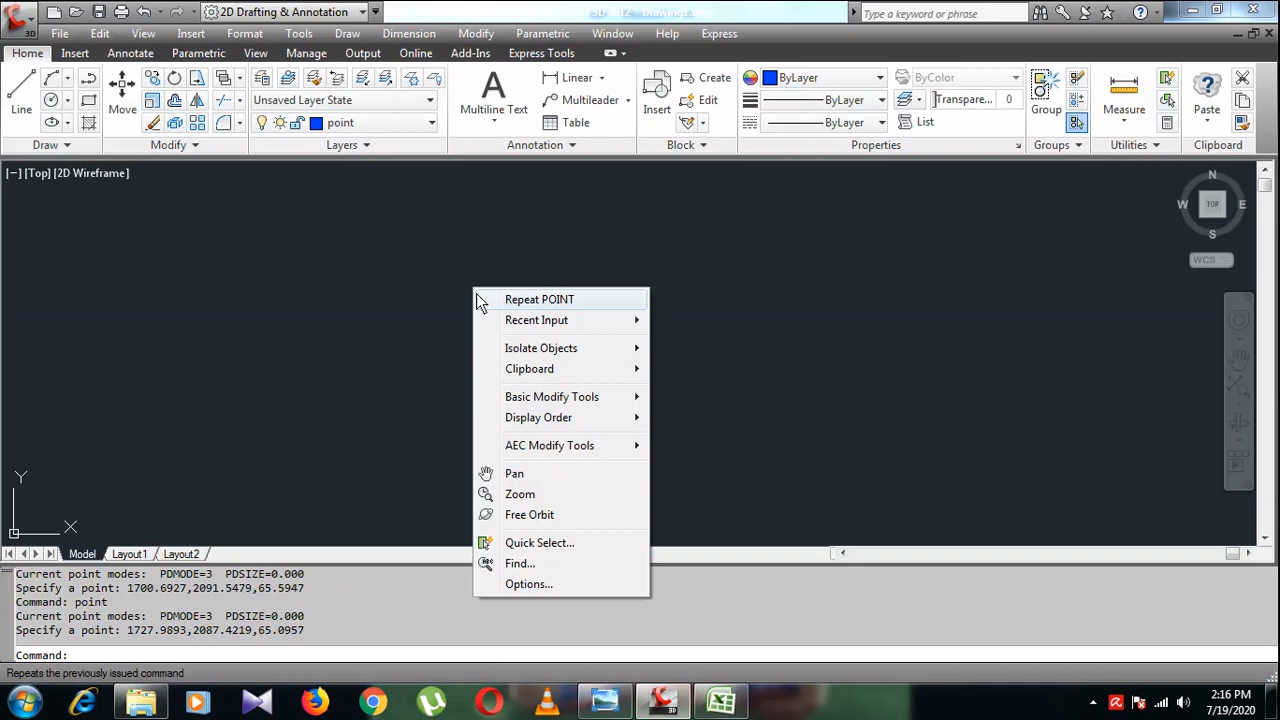 3D
2D Drafting & Annotation
Type a keyword or phrase
File
Edit
View
Insert
Format
Tools
Draw
Dimension
Modify
Parametric
Window
Help
Express
Home
Insert
Annotate
Parametric
View
Manage
Output
Online
Add-Ins
Express Tools
Line
Move
Unsaved Layer State
point
A
Multiline Text
Linear
Multileader
Table
Insert
Create
Edit
ByLayer
ByLayer
ByLayer
ByColor
Transpare... 0
List
Group
Measure
Paste
Draw
Modify
Layers
Annotation
Block
Properties
Groups
Utilities
Clipboard
[−] [Top] [2D Wireframe]
N
W
TOP
E
S
WCS
Repeat POINT
Recent Input
Isolate Objects
Clipboard
Basic Modify Tools
Display Order
AEC Modify Tools
Pan
Zoom
Free Orbit
Quick Select...
Find...
Options...
Y
X
Model
Layout1
Layout2
Current point modes:  PDMODE=3  PDSIZE=0.000
Specify a point: 1700.6927,2091.5479,65.5947
Command: point
Current point modes:  PDMODE=3  PDSIZE=0.000
Specify a point: 1727.9893,2087.4219,65.0957
Command:
Repeats the previously issued command
2:16 PM
7/19/2020